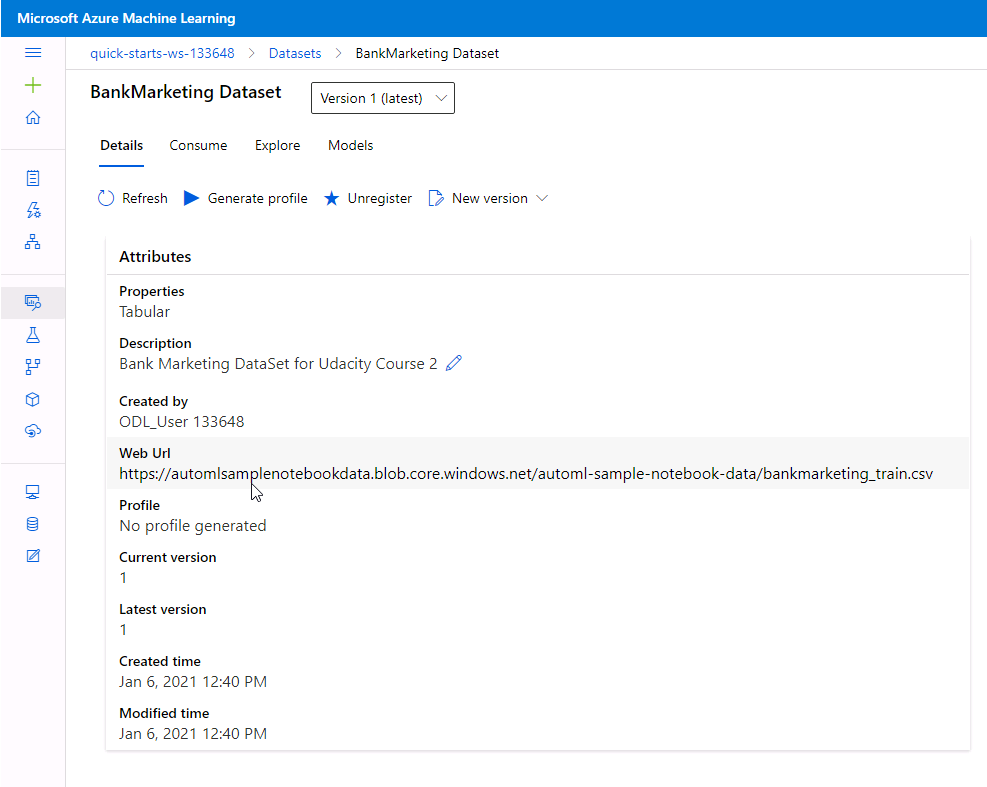 Microsoft Azure Machine Learning
quick-starts-ws-133648 > Datasets > BankMarketing Dataset
BankMarketing Dataset Version 1 (latest)
Details Consume Explore Models
Refresh Generate profile Unregister New version
Attributes
Properties
Tabular
Description
Bank Marketing DataSet for Udacity Course 2
Created by
ODL_User 133648
Web Url
https://automlsamplenotebookdata.blob.core.windows.net/automl-sample-notebook-data/bankmarketing_train.csv
Profile
No profile generated
Current version
1
Latest version
1
Created time
Jan 6, 2021 12:40 PM
Modified time
Jan 6, 2021 12:40 PM